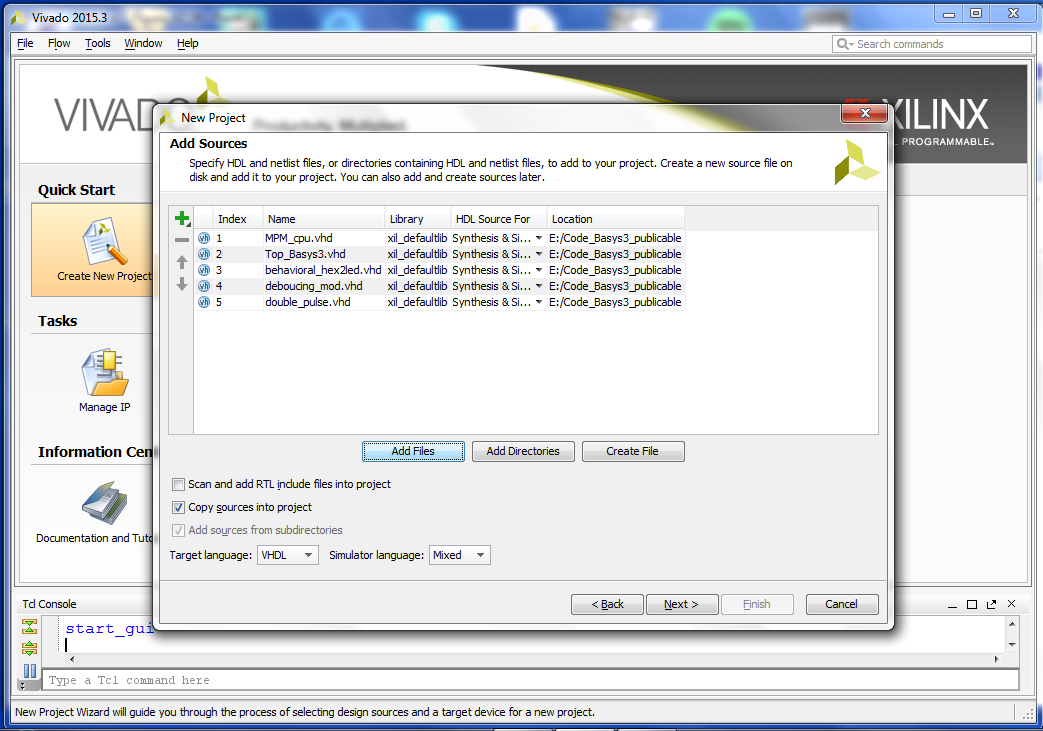 Vivado 2015.3
File Flow Tools Window Help
Search commands
VIVADO
Productivity. Multiplied.
XILINX
PROGRAMMABLE™
New Project
Add Sources
Specify HDL and netlist files, or directories containing HDL and netlist files, to add to your project. Create a new source file on
disk and add it to your project. You can also add and create sources later.
Quick Start
Create New Project
Tasks
Manage IP
Information Cen
Documentation and Tuto
Index Name Library HDL Source For Location
1 MPM_cpu.vhd xil_defaultlib Synthesis & Si... E:/Code_Basys3_publicable
2 Top_Basys3.vhd xil_defaultlib Synthesis & Si... E:/Code_Basys3_publicable
3 behavioral_hex2led.vhd xil_defaultlib Synthesis & Si... E:/Code_Basys3_publicable
4 deboucing_mod.vhd xil_defaultlib Synthesis & Si... E:/Code_Basys3_publicable
5 double_pulse.vhd xil_defaultlib Synthesis & Si... E:/Code_Basys3_publicable
Add Files Add Directories Create File
Scan and add RTL include files into project
Copy sources into project
Add sources from subdirectories
Target language: VHDL Simulator language: Mixed
< Back Next > Finish Cancel
Tcl Console
start_gui
Type a Tcl command here
New Project Wizard will guide you through the process of selecting design sources and a target device for a new project.